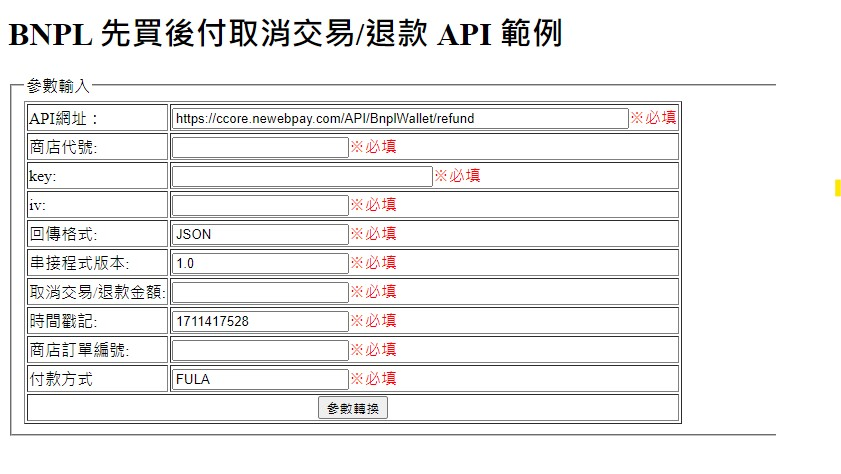 BNPL 先買後付取消交易/退款 API 範例
參數輸入
API網址： https://ccore.newebpay.com/API/BnplWallet/refund ※必填
商店代號: ※必填
key: ※必填
iv: ※必填
回傳格式: JSON ※必填
串接程式版本: 1.0 ※必填
取消交易/退款金額: ※必填
時間戳記: 1711417528 ※必填
商店訂單編號: ※必填
付款方式 FULA ※必填
參數轉換